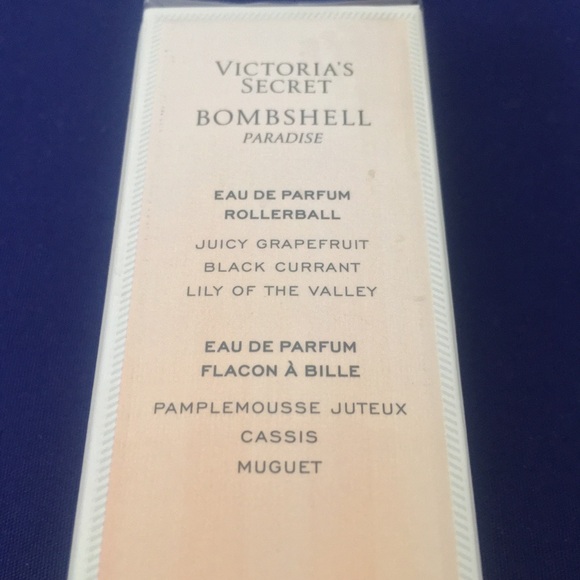 VICTORIA'S
SECRET
BOMBSHELL
PARADISE
EAU DE PARFUM
ROLLERBALL
JUICY GRAPEFRUIT
BLACK CURRANT
LILY OF THE VALLEY
EAU DE PARFUM
FLACON À BILLE
PAMPLEMOUSSE JUTEUX
CASSIS
MUGUET